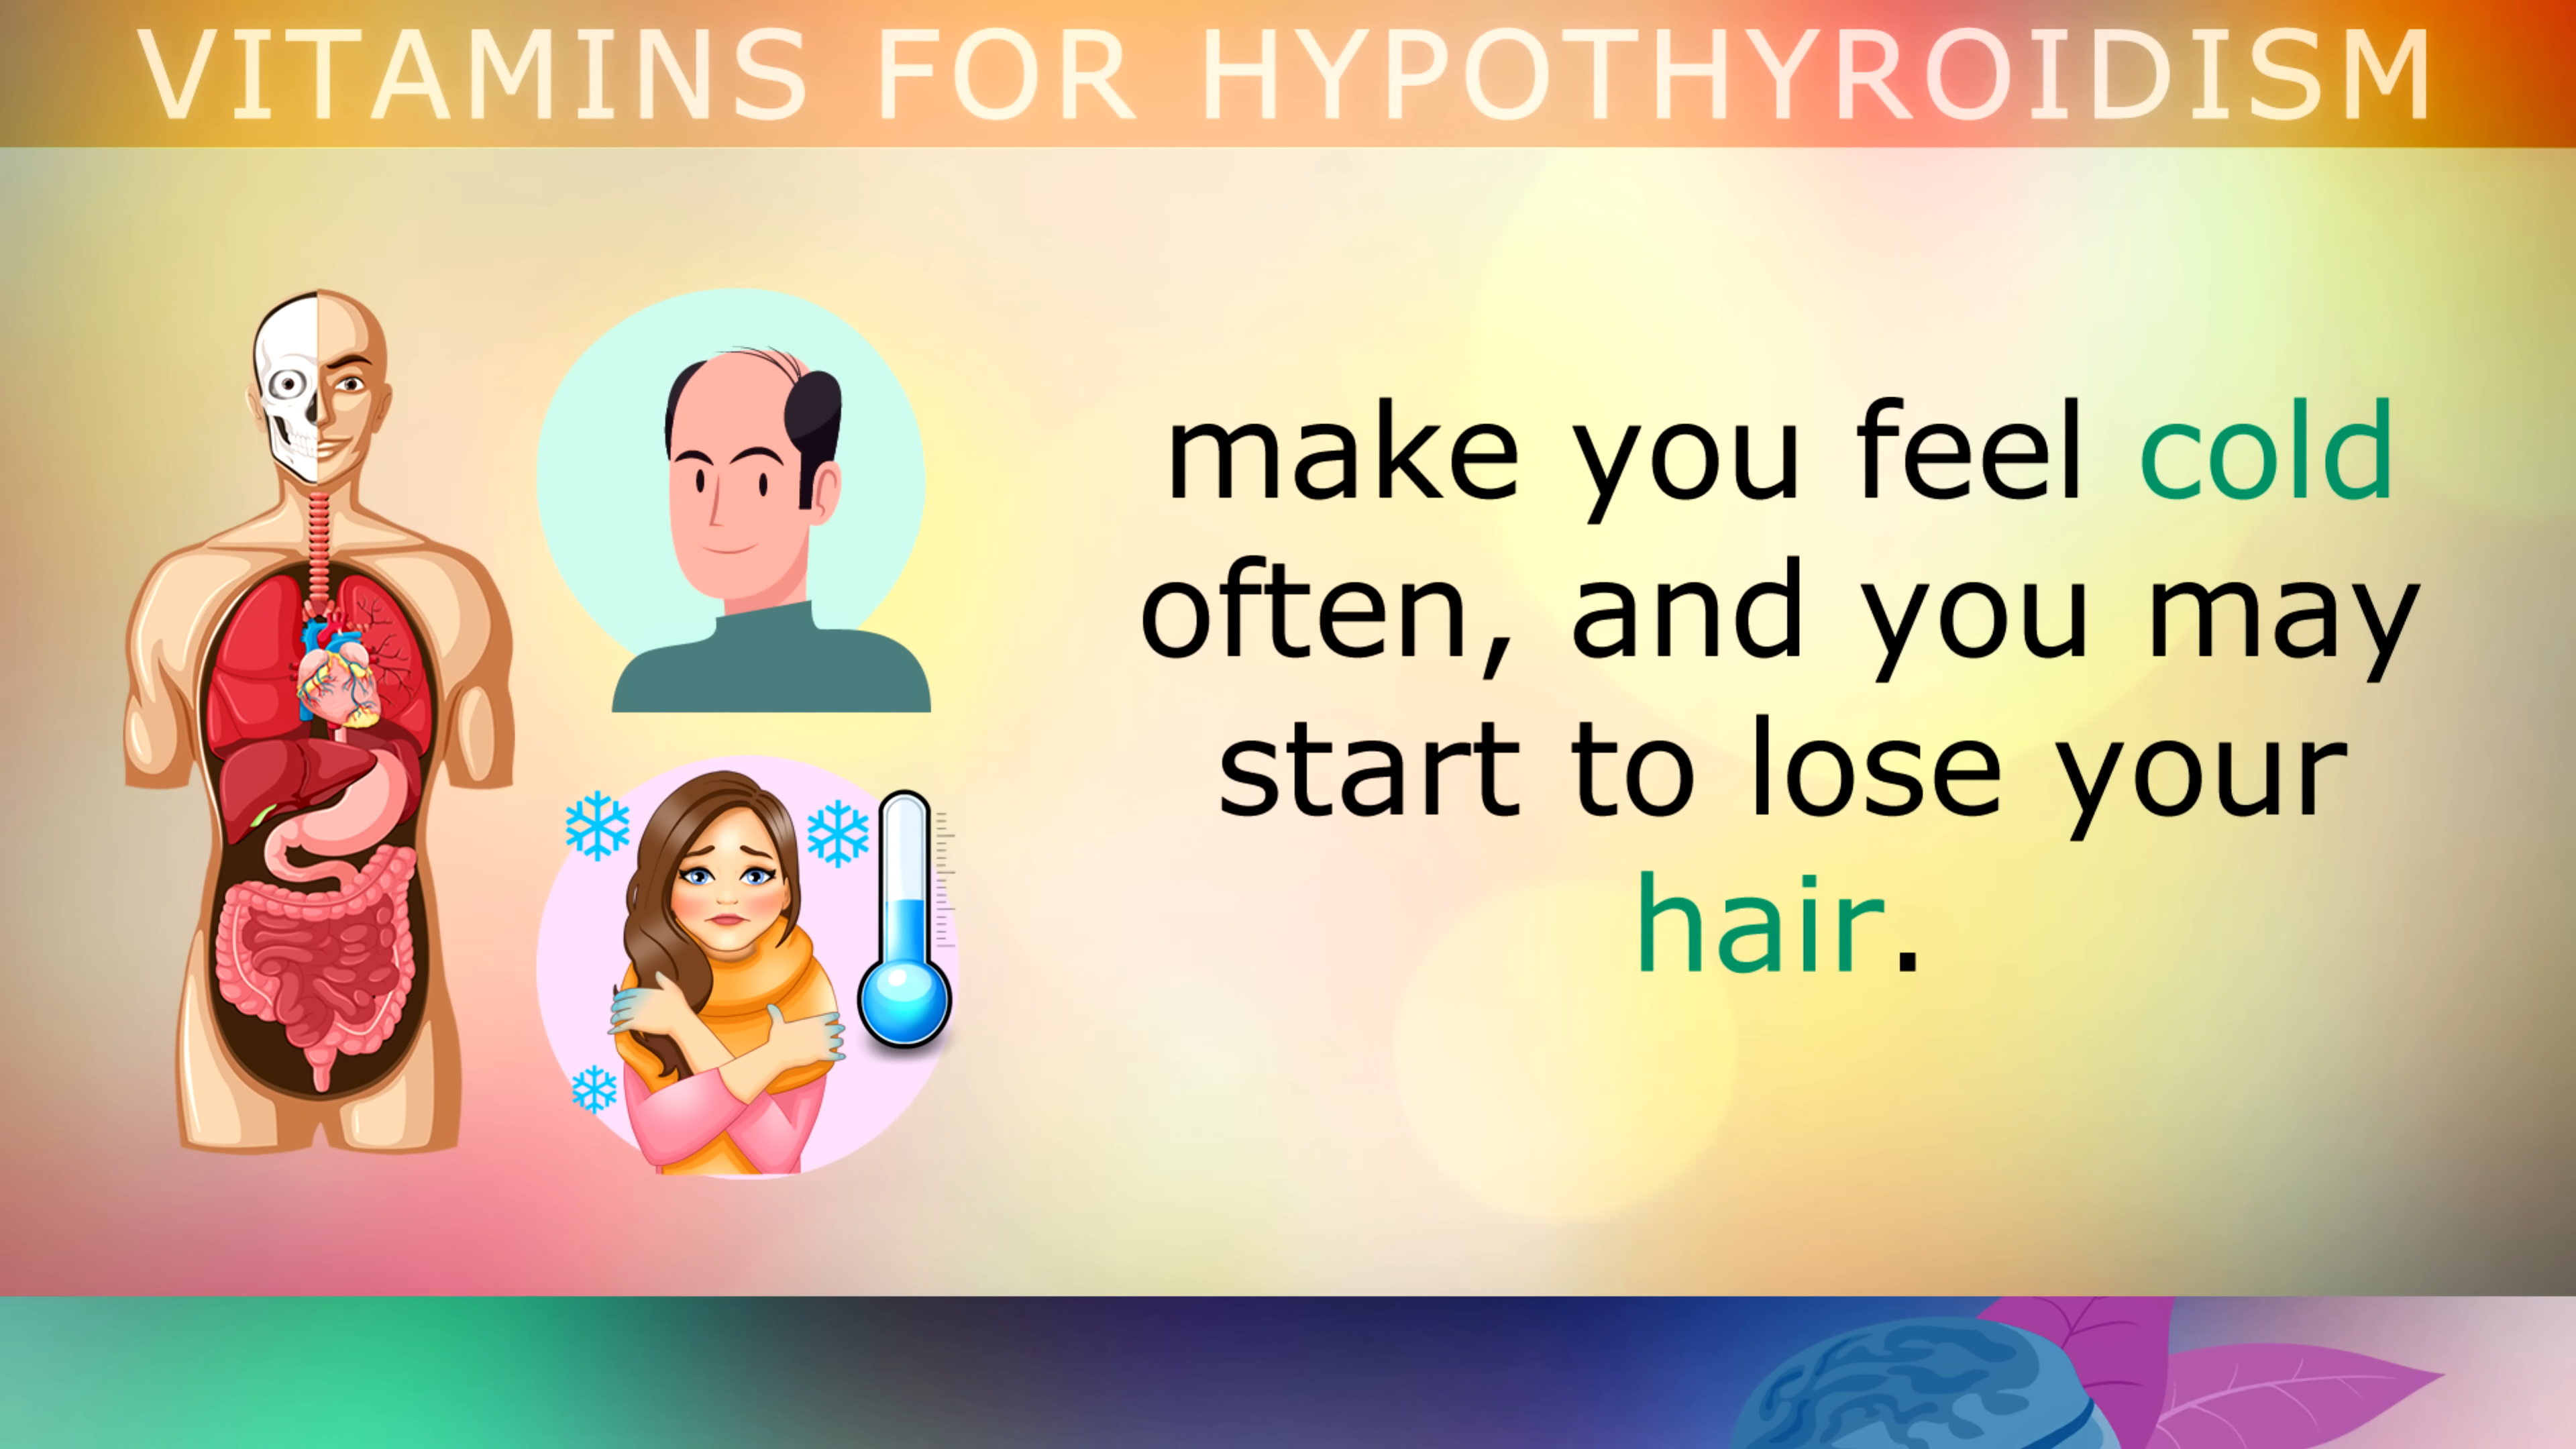 VITAMINS FOR HYPOTHYROIDISM
make you feel cold
often, and you may
start to lose your
hair.